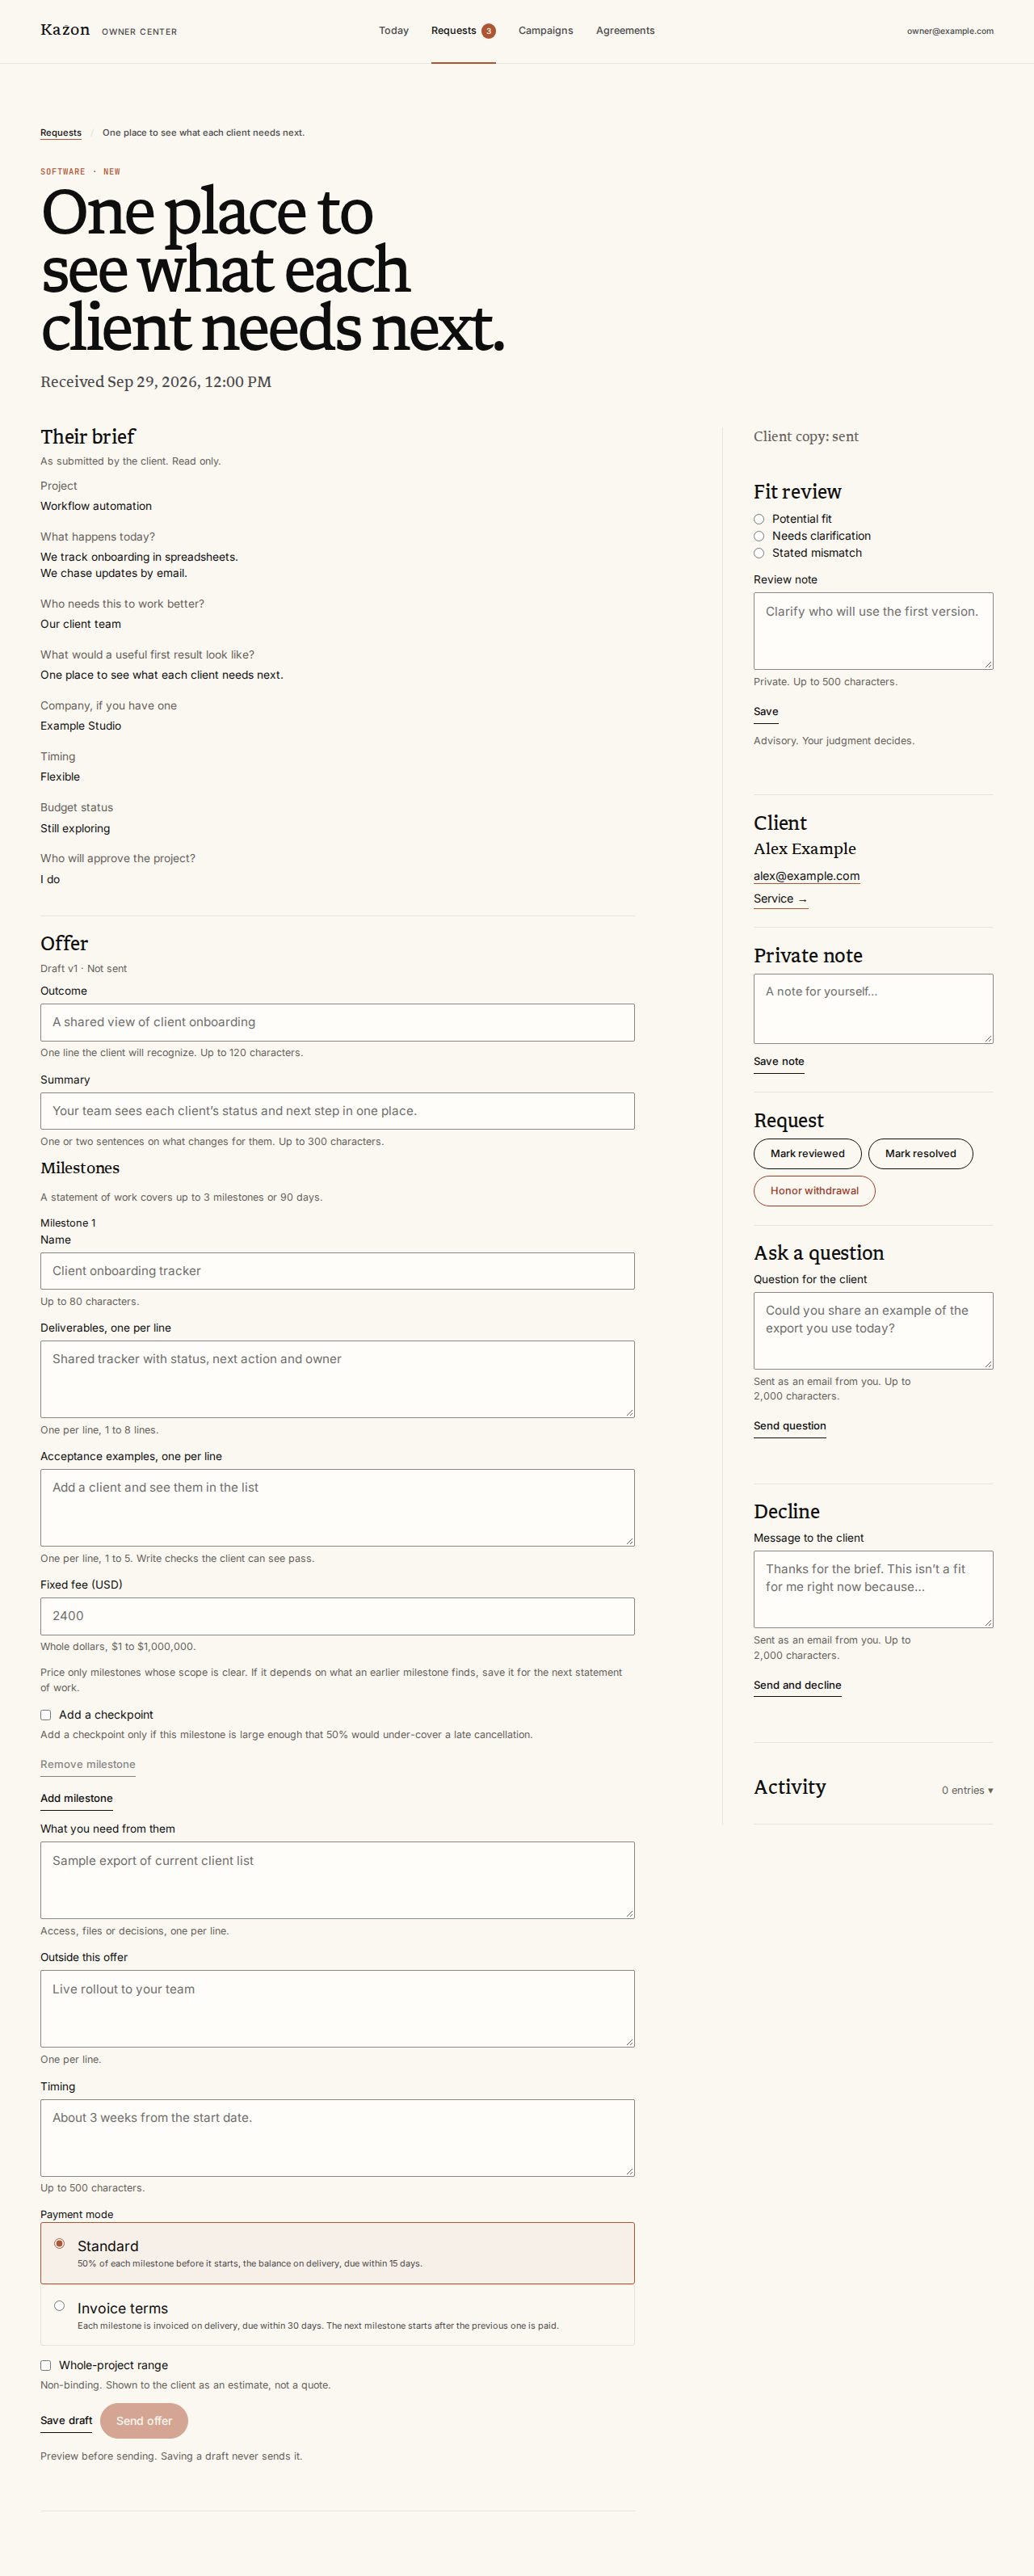 Kazon OWNER CENTER
Today
Requests 3
Campaigns
Agreements
owner@example.com
Requests / One place to see what each client needs next.
SOFTWARE · NEW
One place to
see what each
client needs next.
Received Sep 29, 2026, 12:00 PM
Their brief
As submitted by the client. Read only.
Project
Workflow automation
What happens today?
We track onboarding in spreadsheets.
We chase updates by email.
Who needs this to work better?
Our client team
What would a useful first result look like?
One place to see what each client needs next.
Company, if you have one
Example Studio
Timing
Flexible
Budget status
Still exploring
Who will approve the project?
I do
Offer
Draft v1 · Not sent
Outcome
A shared view of client onboarding
One line the client will recognize. Up to 120 characters.
Summary
Your team sees each client’s status and next step in one place.
One or two sentences on what changes for them. Up to 300 characters.
Milestones
A statement of work covers up to 3 milestones or 90 days.
Milestone 1
Name
Client onboarding tracker
Up to 80 characters.
Deliverables, one per line
Shared tracker with status, next action and owner
One per line, 1 to 8 lines.
Acceptance examples, one per line
Add a client and see them in the list
One per line, 1 to 5. Write checks the client can see pass.
Fixed fee (USD)
2400
Whole dollars, $1 to $1,000,000.
Price only milestones whose scope is clear. If it depends on what an earlier milestone finds, save it for the next statement
of work.
Add a checkpoint
Add a checkpoint only if this milestone is large enough that 50% would under-cover a late cancellation.
Remove milestone
Add milestone
What you need from them
Sample export of current client list
Access, files or decisions, one per line.
Outside this offer
Live rollout to your team
One per line.
Timing
About 3 weeks from the start date.
Up to 500 characters.
Payment mode
Standard
50% of each milestone before it starts, the balance on delivery, due within 15 days.
Invoice terms
Each milestone is invoiced on delivery, due within 30 days. The next milestone starts after the previous one is paid.
Whole-project range
Non-binding. Shown to the client as an estimate, not a quote.
Save draft
Send offer
Preview before sending. Saving a draft never sends it.
Client copy: sent
Fit review
Potential fit
Needs clarification
Stated mismatch
Review note
Clarify who will use the first version.
Private. Up to 500 characters.
Save
Advisory. Your judgment decides.
Client
Alex Example
alex@example.com
Service →
Private note
A note for yourself…
Save note
Request
Mark reviewed
Mark resolved
Honor withdrawal
Ask a question
Question for the client
Could you share an example of the
export you use today?
Sent as an email from you. Up to
2,000 characters.
Send question
Decline
Message to the client
Thanks for the brief. This isn’t a fit
for me right now because…
Sent as an email from you. Up to
2,000 characters.
Send and decline
Activity
0 entries ▾